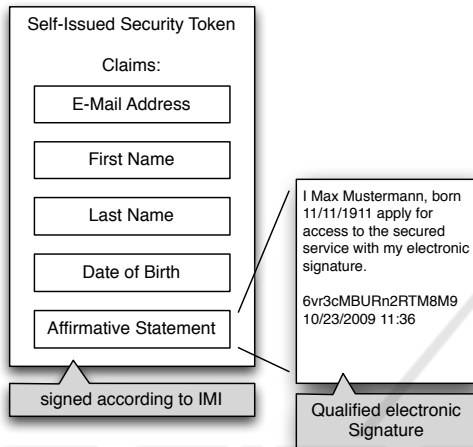 Self-Issued Security Token
Claims:
E-Mail Address
First Name
Last Name
Date of Birth
Affirmative Statement
signed according to IMI
I Max Mustermann, born
11/11/1911 apply for
access to the secured
service with my electronic
signature.
6vr3cMBURn2RTM8M9
10/23/2009 11:36
Qualified electronic
Signature